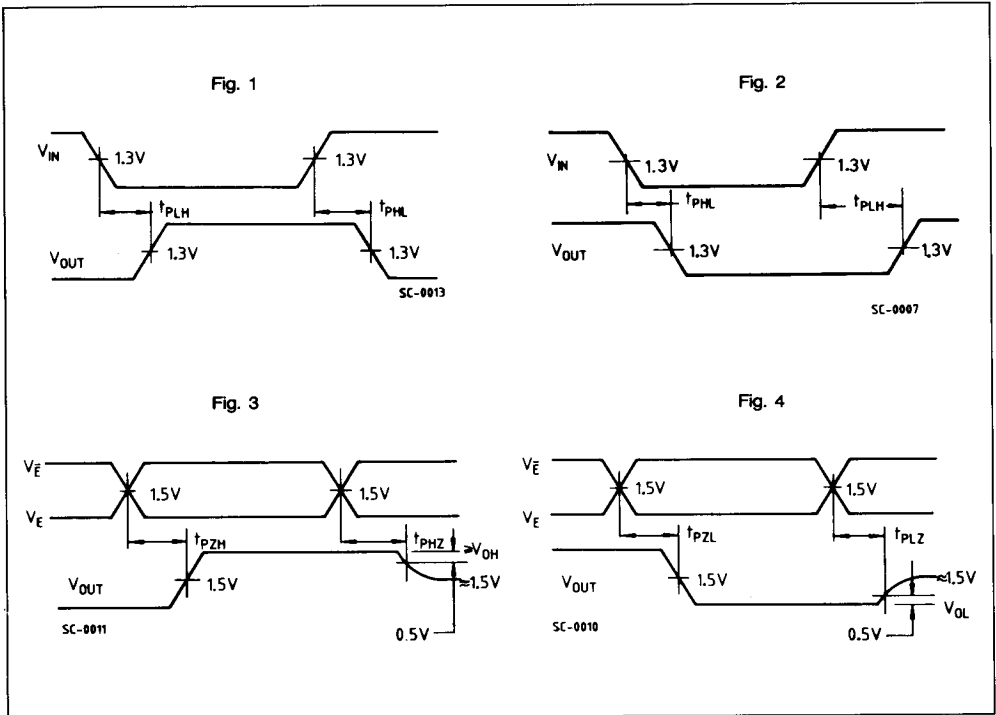 Fig. 1
V_IN
1.3V
1.3V
t_PLH
t_PHL
V_OUT
1.3V
1.3V
SC-0013
Fig. 2
V_IN
1.3V
1.3V
t_PHL
t_PLH
V_OUT
1.3V
1.3V
SC-0007
Fig. 3
V_Ē
1.5V
1.5V
V_E
t_PZH
t_PHZ
≥V_OH
V_OUT
1.5V
≈1.5V
0.5V
SC-0011
Fig. 4
V_Ē
1.5V
1.5V
V_E
t_PZL
t_PLZ
V_OUT
1.5V
≈1.5V
V_OL
0.5V
SC-0010